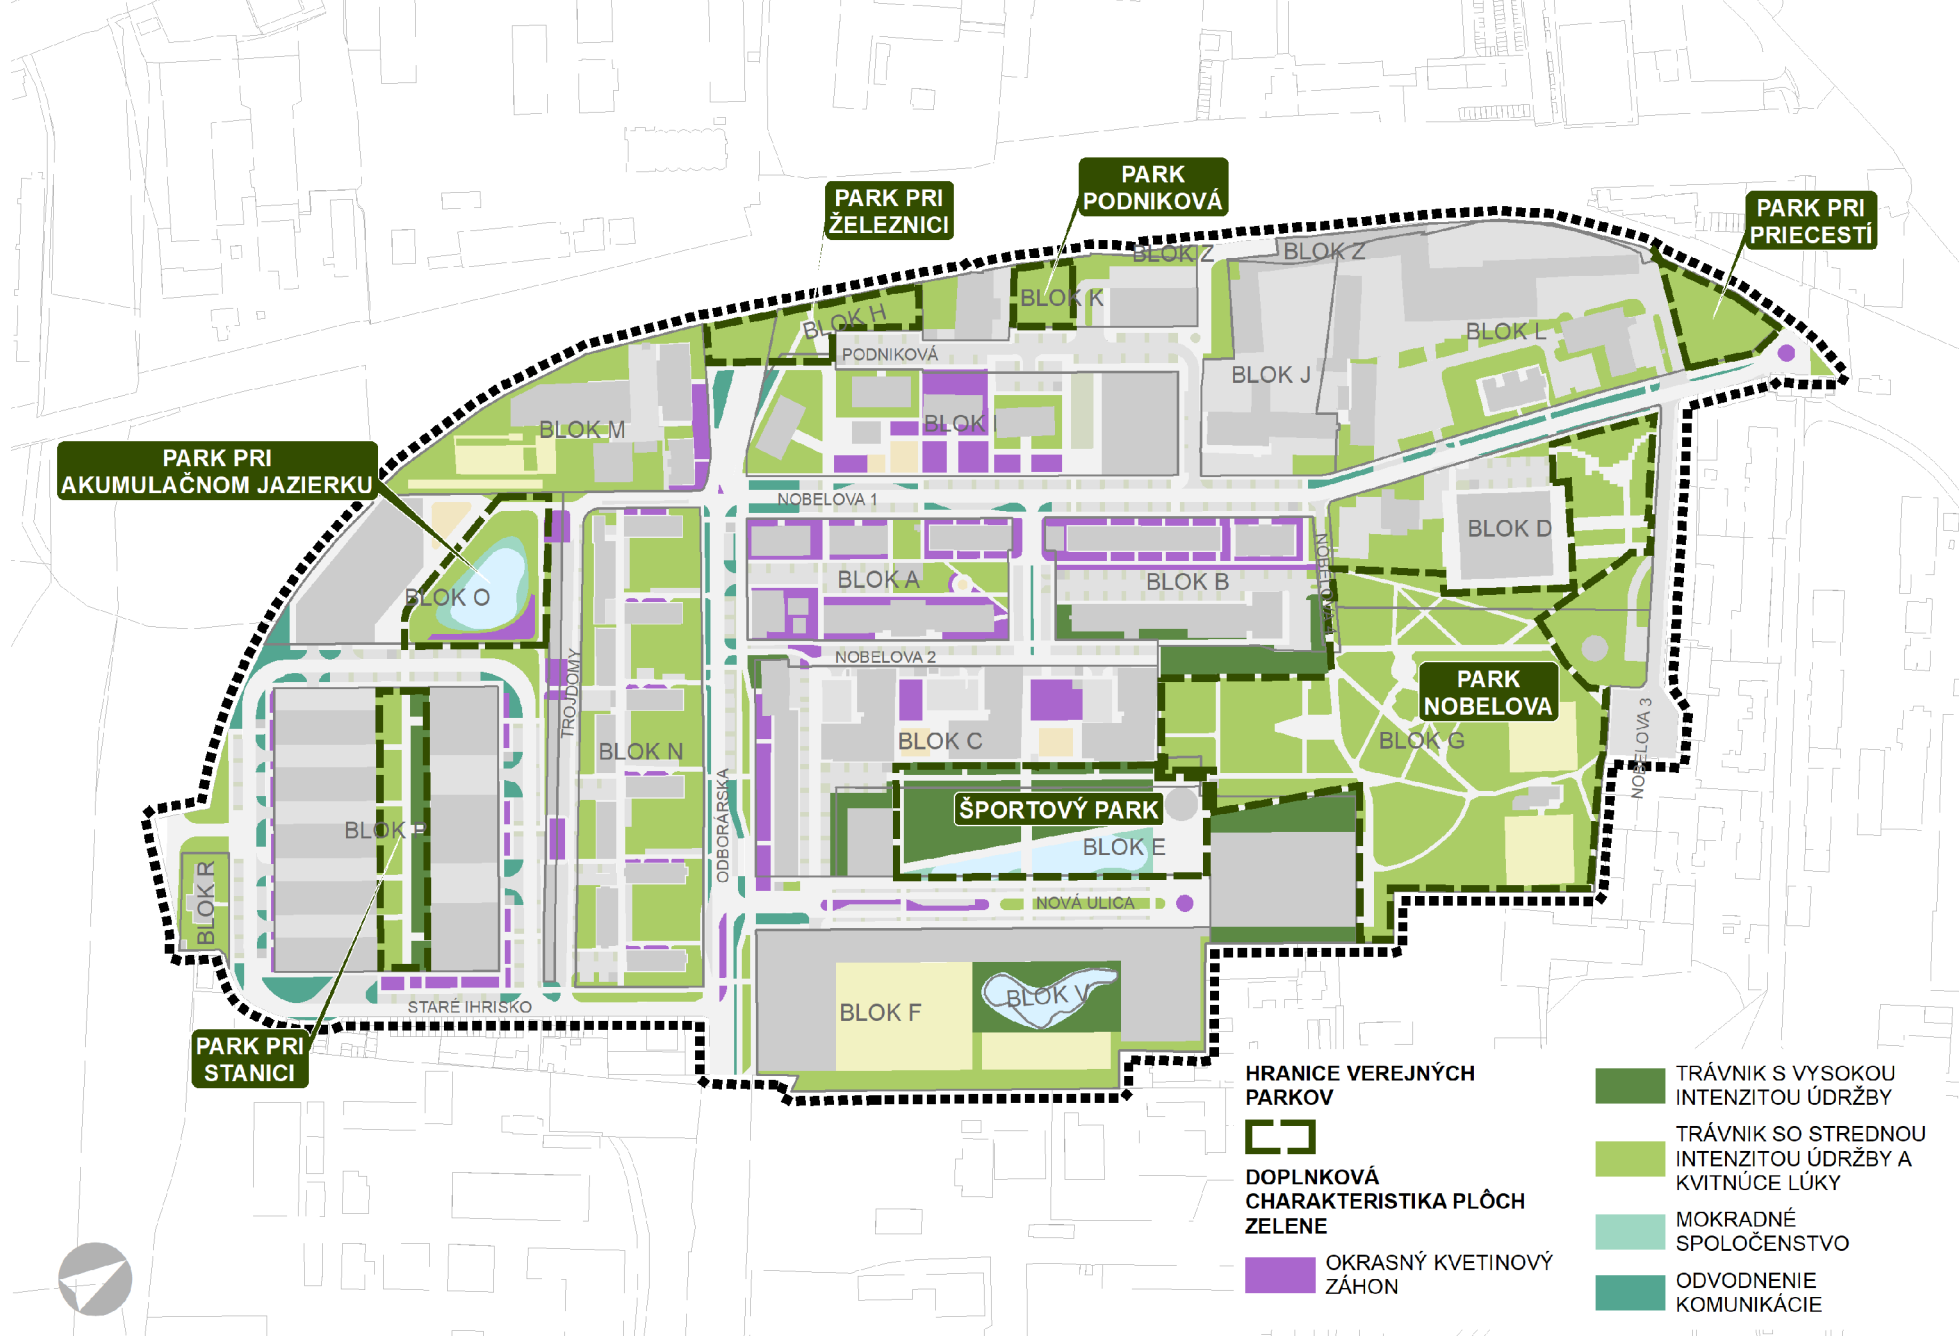 PARK
PODNIKOVÁ
PARK PRI
ŽELEZNICI
PARK PRI
PRIECESTÍ
BLOK Z
BLOK Z
BLOK K
BLOK H
BLOK L
PODNIKOVÁ
BLOK J
BLOK I
BLOK M
PARK PRI
AKUMULAČNOM JAZIERKU
NOBELOVA 1
BLOK D
BLOK A
BLOK B
BLOK O
NOBELOVA 2
TROJDOMY
PARK
NOBELOVA
NOBELOVA 3
BLOK C
BLOK G
BLOK N
ŠPORTOVÝ PARK
BLOK P
BLOK E
ODBORÁRSKA
BLOK R
NOVÁ ULICA
BLOK V
STARÉ IHRISKO
BLOK F
PARK PRI
STANICI
HRANICE VEREJNÝCH
PARKOV
DOPLNKOVÁ
CHARAKTERISTIKA PLÔCH
ZELENE
OKRASNÝ KVETINOVÝ
ZÁHON
TRÁVNIK S VYSOKOU
INTENZITOU ÚDRŽBY
TRÁVNIK SO STREDNOU
INTENZITOU ÚDRŽBY A
KVITNÚCE LÚKY
MOKRADNÉ
SPOLOČENSTVO
ODVODNENIE
KOMUNIKÁCIE